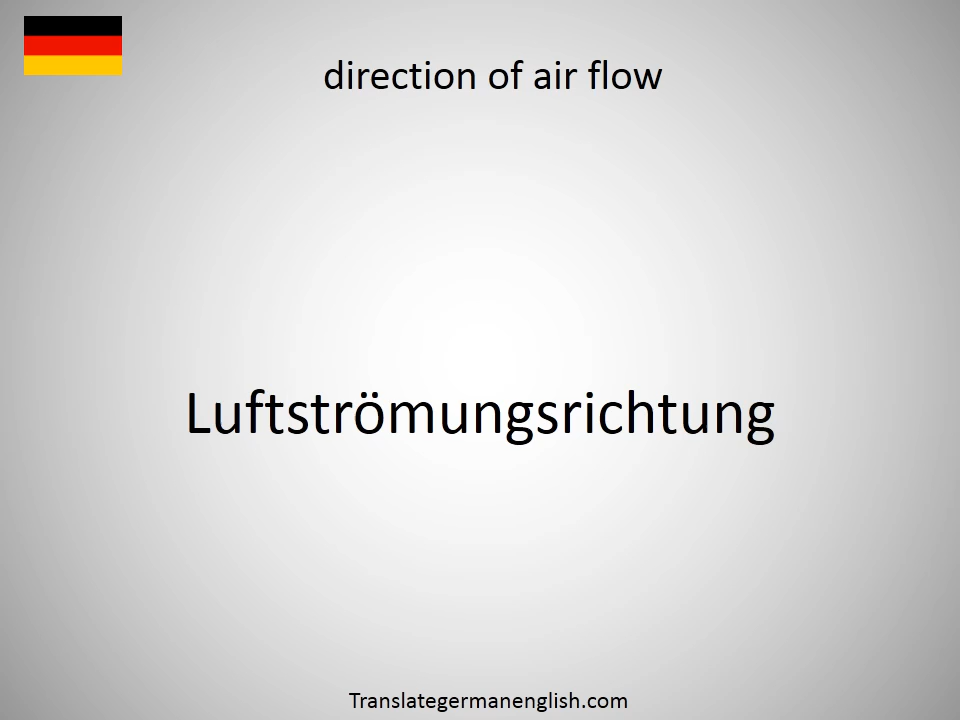 direction of air flow
Luftströmungsrichtung
Translategermanenglish.com